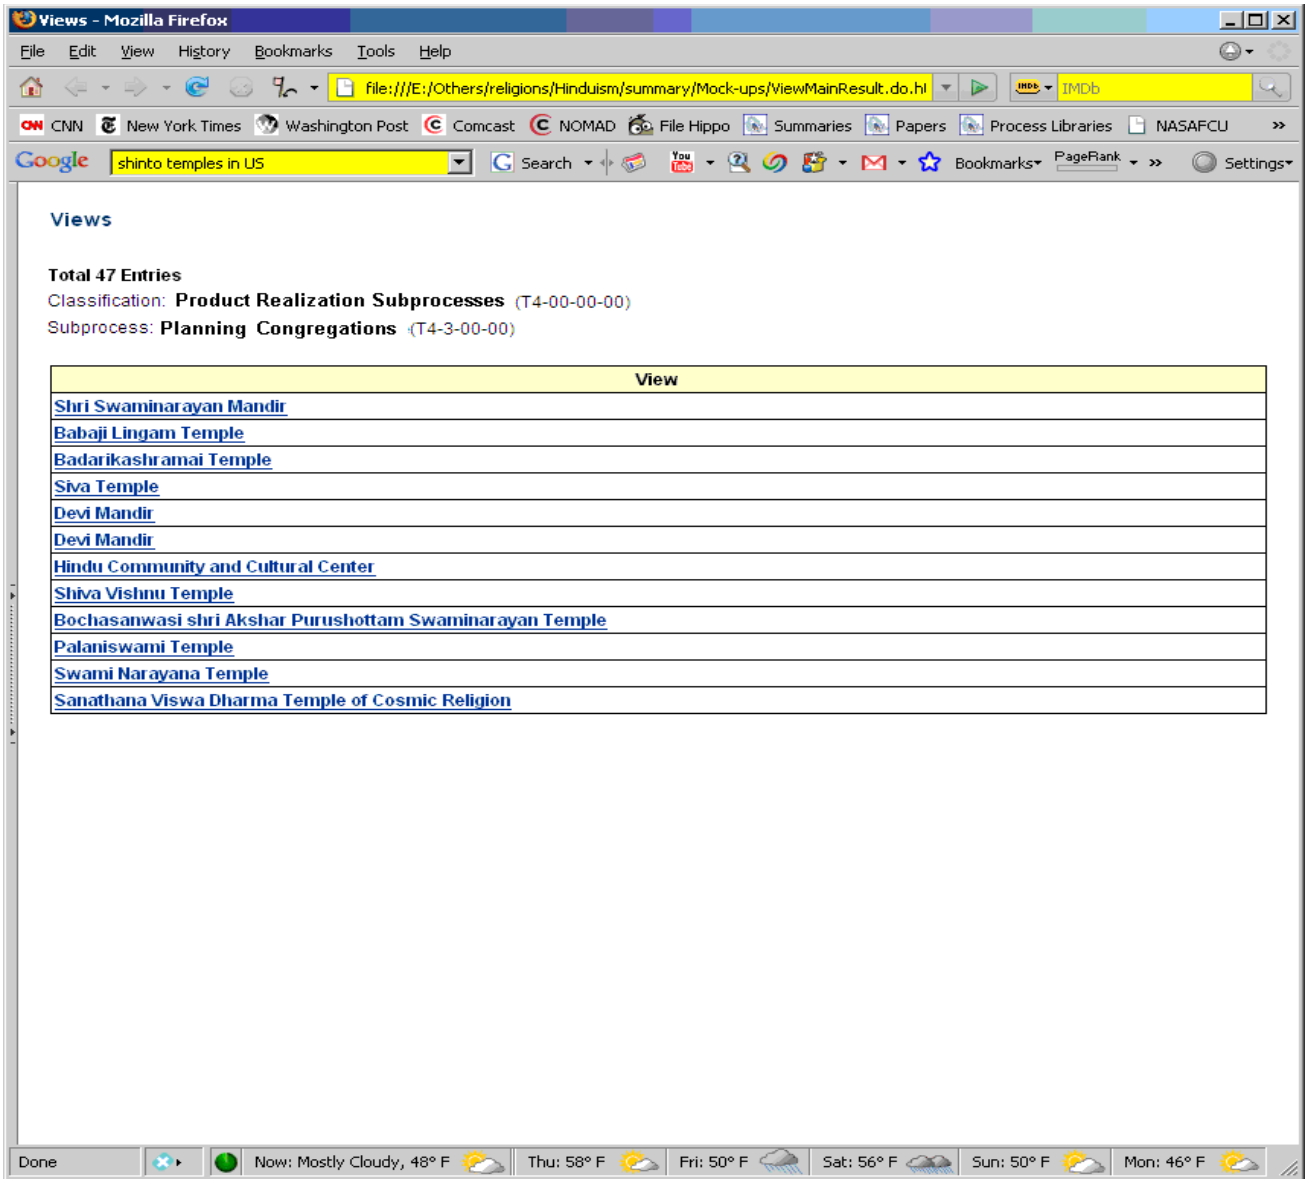 Views - Mozilla Firefox
File Edit View History Bookmarks Tools Help
file:///E:/Others/religions/Hinduism/summary/Mock-ups/ViewMainResult.do.hl IMDb IMDb
CNN CNN New York Times Washington Post Comcast NOMAD File Hippo Summaries Papers Process Libraries NASAFCU »
Google shinto temples in US G Search You Tube Bookmarks PageRank » Settings
Views
Total 47 Entries
Classification: Product Realization Subprocesses (T4-00-00-00)
Subprocess: Planning Congregations (T4-3-00-00)
View
Shri Swaminarayan Mandir
Babaji Lingam Temple
Badarikashramai Temple
Siva Temple
Devi Mandir
Devi Mandir
Hindu Community and Cultural Center
Shiva Vishnu Temple
Bochasanwasi shri Akshar Purushottam Swaminarayan Temple
Palaniswami Temple
Swami Narayana Temple
Sanathana Viswa Dharma Temple of Cosmic Religion
Done Now: Mostly Cloudy, 48° F Thu: 58° F Fri: 50° F Sat: 56° F Sun: 50° F Mon: 46° F